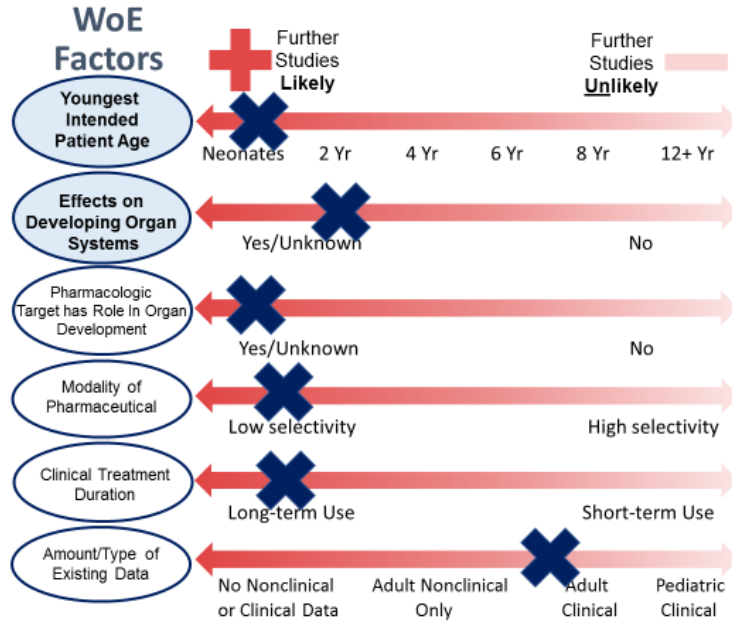 WoE
Factors
Further
Studies
Likely
Further
Studies
Unlikely
Youngest
Intended
Patient Age
Neonates 2 Yr 4 Yr 6 Yr 8 Yr 12+ Yr
Effects on
Developing Organ
Systems
Yes/Unknown No
Pharmacologic
Target has Role In Organ
Development
Yes/Unknown No
Modality of
Pharmaceutical
Low selectivity High selectivity
Clinical Treatment
Duration
Long-term Use Short-term Use
Amount/Type of
Existing Data
No Nonclinical
or Clinical Data
Adult Nonclinical
Only
Adult
Clinical
Pediatric
Clinical